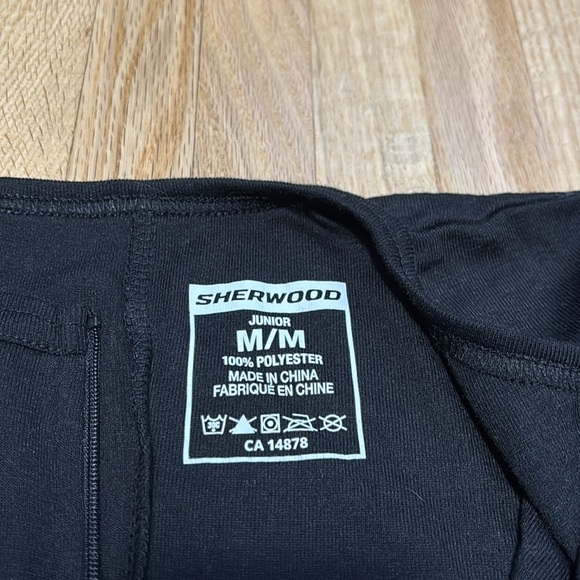 SHERWOOD
JUNIOR
M/M
100% POLYESTER
MADE IN CHINA
FABRIQUÉ EN CHINE
CA 14878